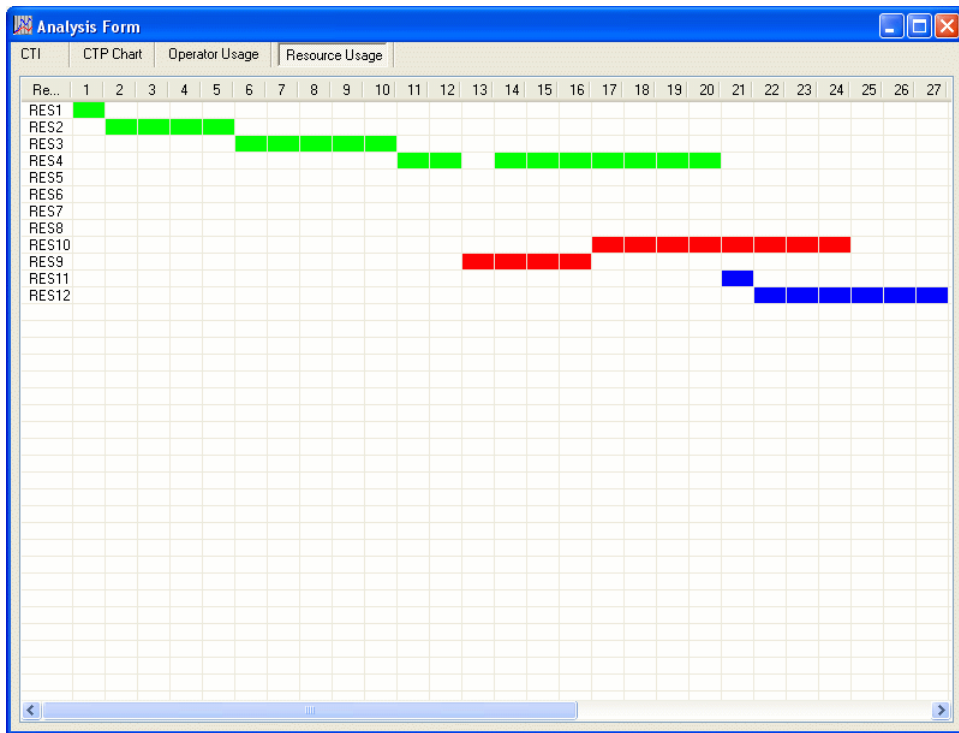 Analysis Form
CTI CTP Chart Operator Usage Resource Usage
Re... 1 2 3 4 5 6 7 8 9 10 11 12 13 14 15 16 17 18 19 20 21 22 23 24 25 26 27
RES1
RES2
RES3
RES4
RES5
RES6
RES7
RES8
RES10
RES9
RES11
RES12